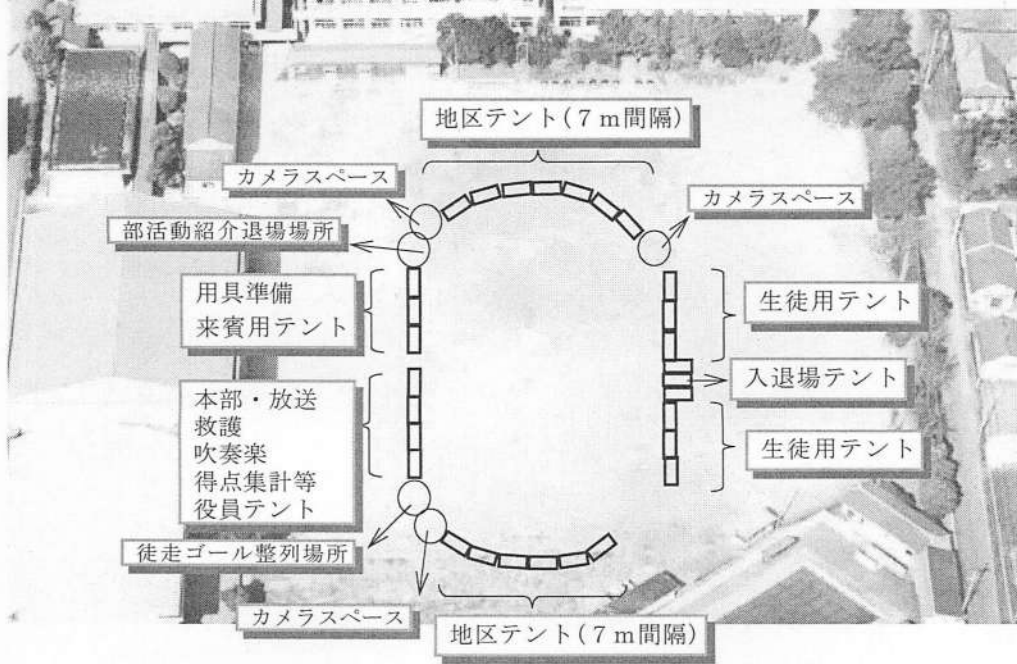 地区テント(7m間隔)
カメラスペース
カメラスペース
部活動紹介退場場所
用具準備
来賓用テント
生徒用テント
入退場テント
本部・放送
救護
吹奏楽
得点集計等
役員テント
生徒用テント
徒走ゴール整列場所
カメラスペース
地区テント(7m間隔)